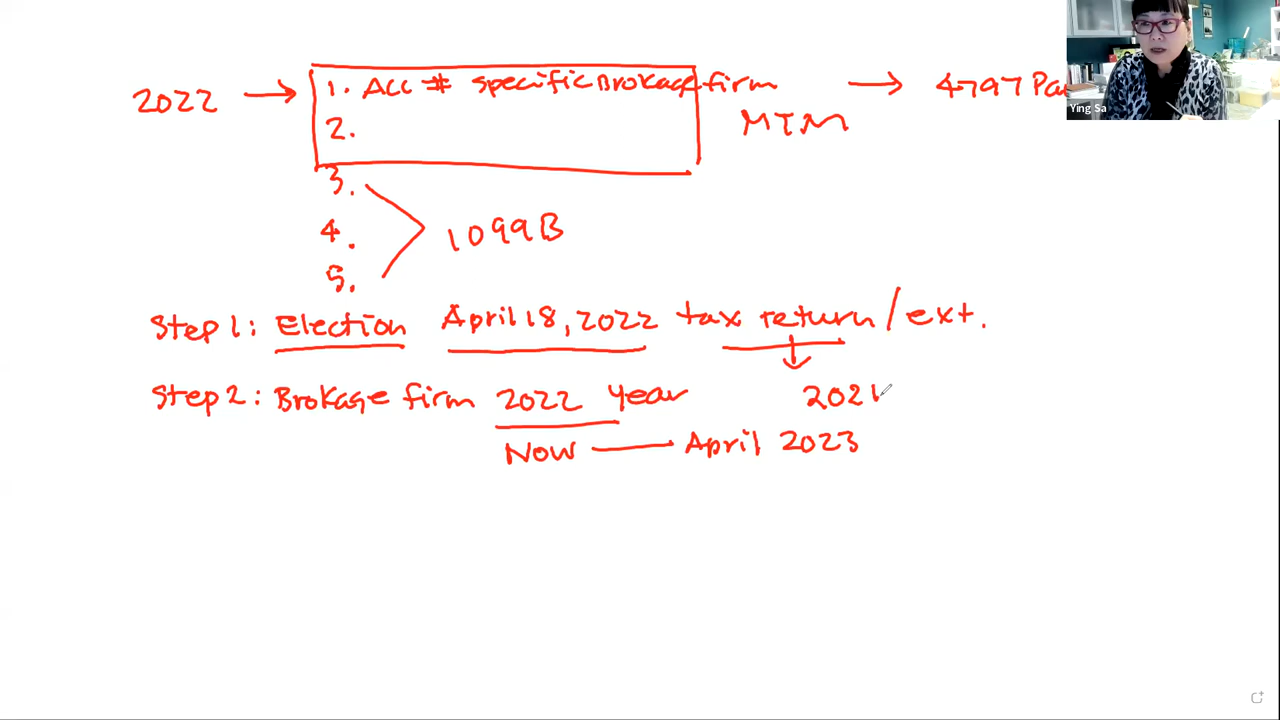 2022 → 1. Acc # specific Brokage firm → 4797 Pa
Ying Sa
2. MTM
3.
4. 1099B
5.
Step 1: Election April 18, 2022 tax return / ext.
Step 2: Brokage firm 2022 year 2021
Now — April 2023